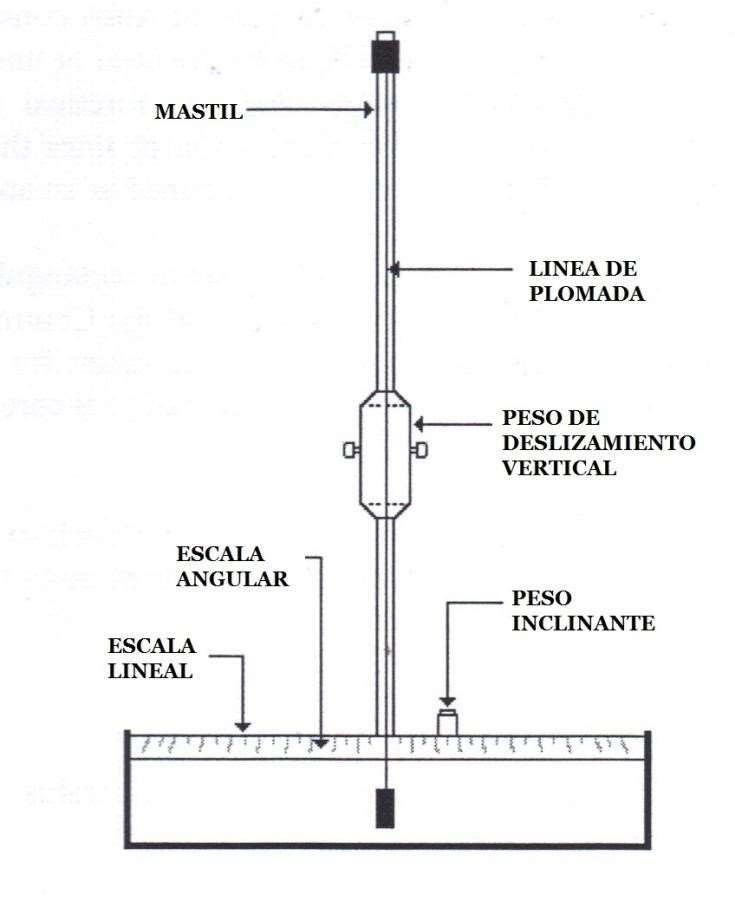 MASTIL
LINEA DE
PLOMADA
PESO DE
DESLIZAMIENTO
VERTICAL
ESCALA
ANGULAR
PESO
INCLINANTE
ESCALA
LINEAL